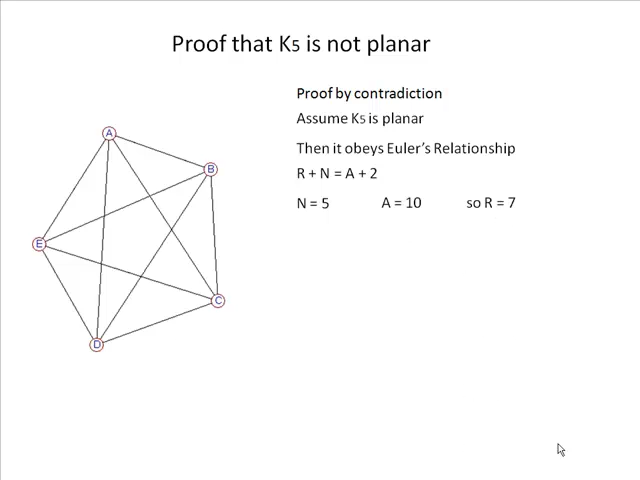 Proof that K5 is not planar
Proof by contradiction
Assume K5 is planar
Then it obeys Euler's Relationship
R + N = A + 2
N = 5 A = 10 so R = 7
A
B
E
C
D